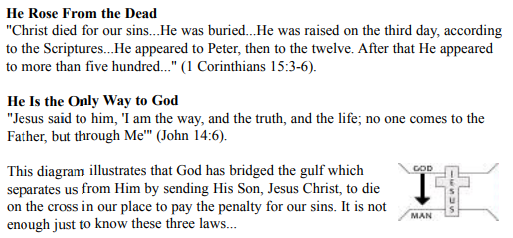 He Rose From the Dead
"Christ died for our sins...He was buried...He was raised on the third day, according
to the Scriptures...He appeared to Peter, then to the twelve. After that He appeared
to more than five hundred..." (1 Corinthians 15:3-6).
He Is the Only Way to God
"Jesus said to him, 'I am the way, and the truth, and the life; no one comes to the
Father, but through Me'" (John 14:6).
This diagram illustrates that God has bridged the gulf which
separates us from Him by sending His Son, Jesus Christ, to die
on the cross in our place to pay the penalty for our sins. It is not
enough just to know these three laws...
GOD
JESUS
MAN